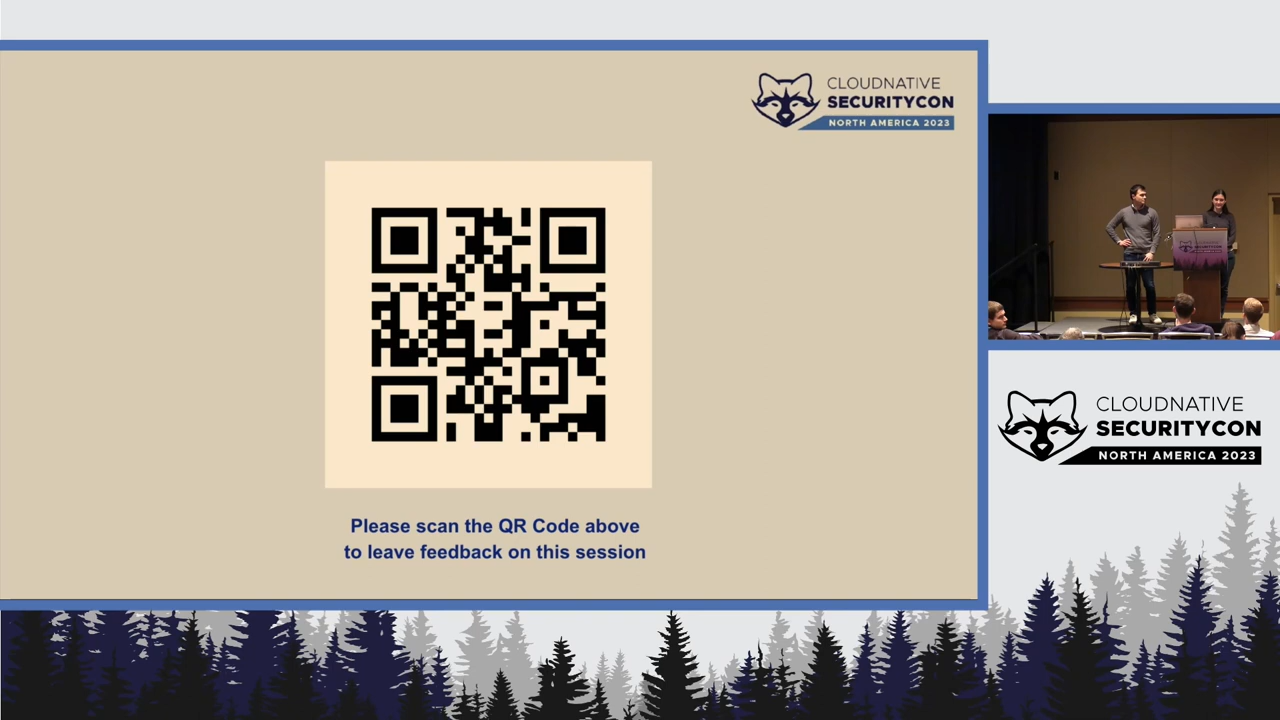 CLOUDNATIVE
SECURITYCON
NORTH AMERICA 2023
Please scan the QR Code above
to leave feedback on this session
CLOUDNATIVE
SECURITYCON
NORTH AMERICA 2023